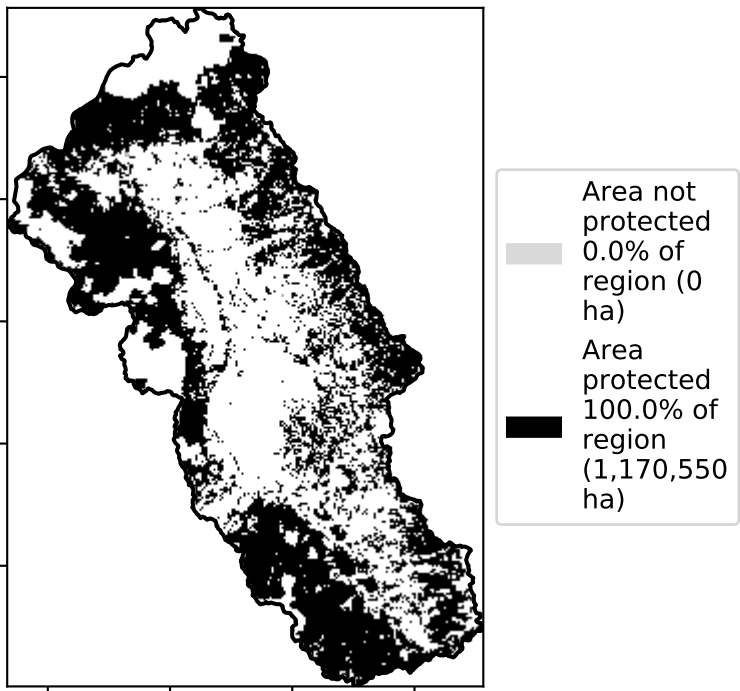 Area not
protected
0.0% of
region (0
ha)
Area
protected
100.0% of
region
(1,170,550
ha)